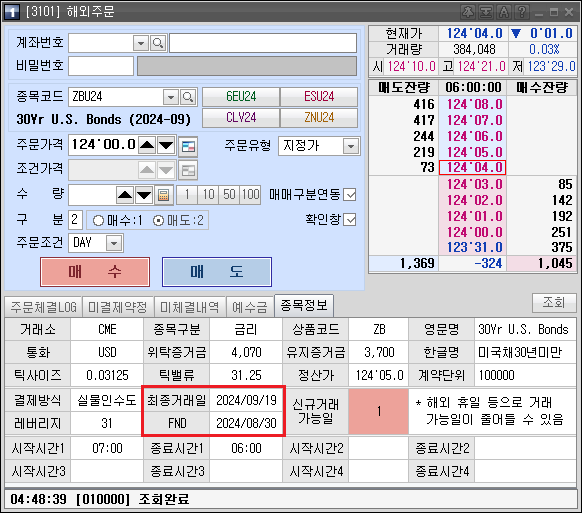 [3101] 해외주문
계좌번호
비밀번호
종목코드 ZBU24 6EU24 ESU24
30Yr U.S. Bonds (2024-09) CLV24 ZNU24
주문가격 124'00.0 주문유형 지정가
조건가격
수 량 1 10 50 100 매매구분연동
구 분 2 매수:1 매도:2 확인창
주문조건 DAY
매 수 매 도
현재가 124'04.0 ▼ 0'01.0
거래량 384,048 0.03%
시 124'10.0 고 124'21.0 저 123'29.0
매도잔량 06:00:00 매수잔량
416 124'08.0
417 124'07.0
244 124'06.0
219 124'05.0
73 124'04.0
124'03.0 85
124'02.0 142
124'01.0 192
124'00.0 251
123'31.0 375
1,369 -324 1,045
주문체결LOG 미결제약정 미체결내역 예수금 종목정보 조회
거래소 CME 종목구분 금리 상품코드 ZB 영문명 30Yr U.S. Bonds
통화 USD 위탁증거금 4,070 유지증거금 3,700 한글명 미국채30년미만
틱사이즈 0.03125 틱밸류 31.25 정산가 124'05.0 계약단위 100000
결제방식 실물인수도 최종거래일 2024/09/19 신규거래 가능일 1 * 해외 휴일 등으로 거래
레버리지 31 FND 2024/08/30 가능일이 줄어들 수 있음
시작시간1 07:00 종료시간1 06:00 시작시간2 종료시간2
시작시간3 종료시간3 시작시간4 종료시간4
04:48:39 [010000] 조회완료